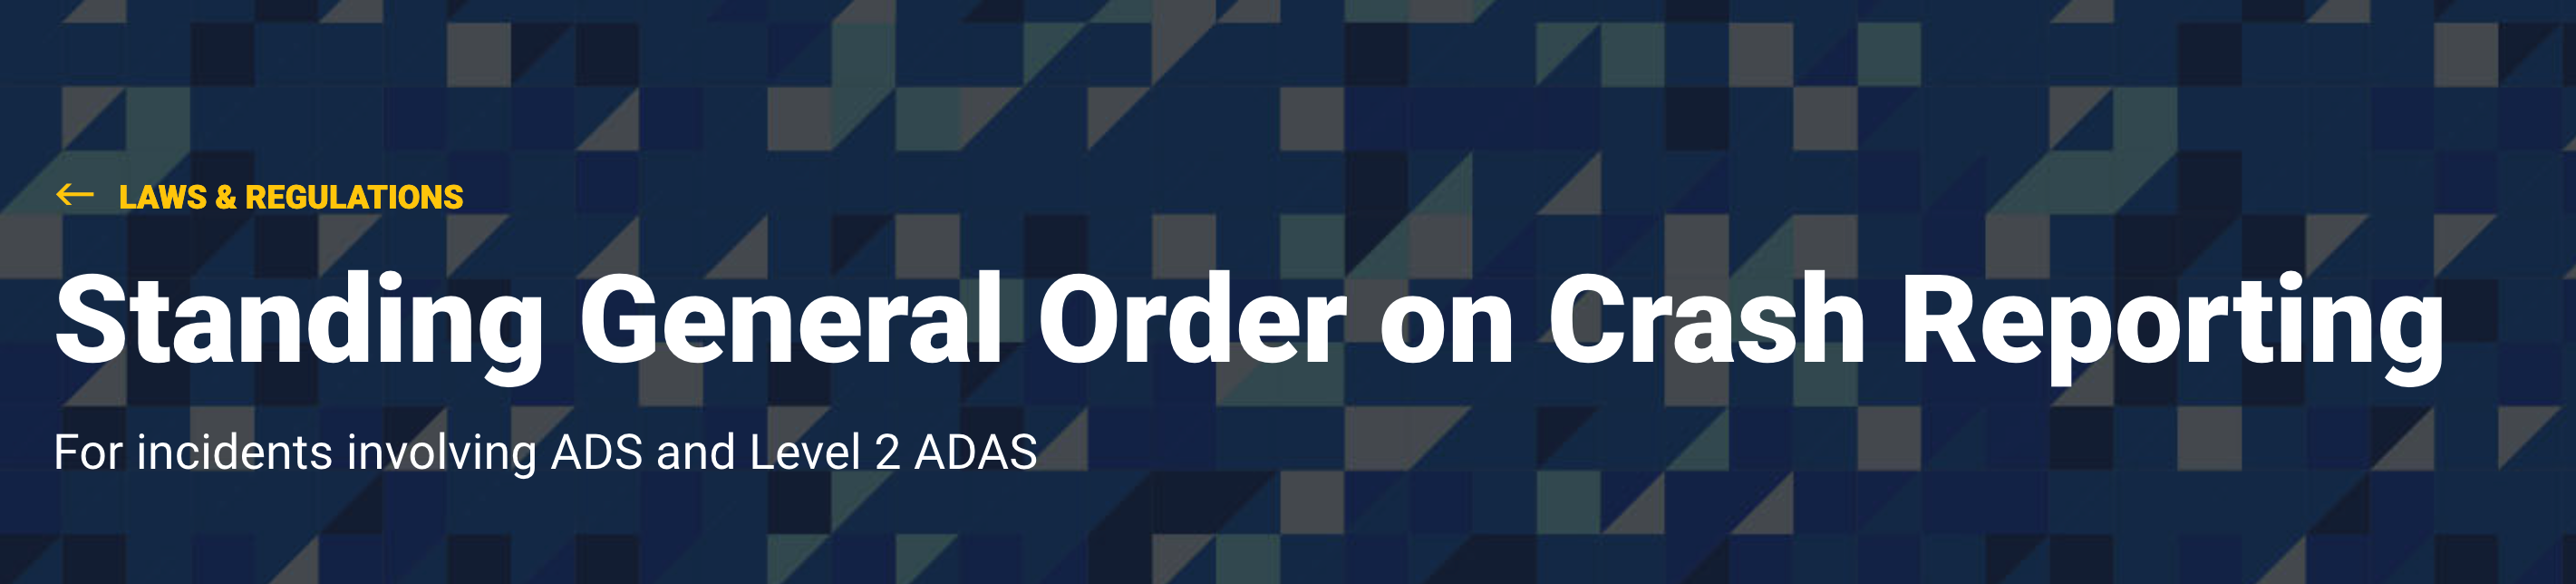 ← LAWS & REGULATIONS
Standing General Order on Crash Reporting
For incidents involving ADS and Level 2 ADAS